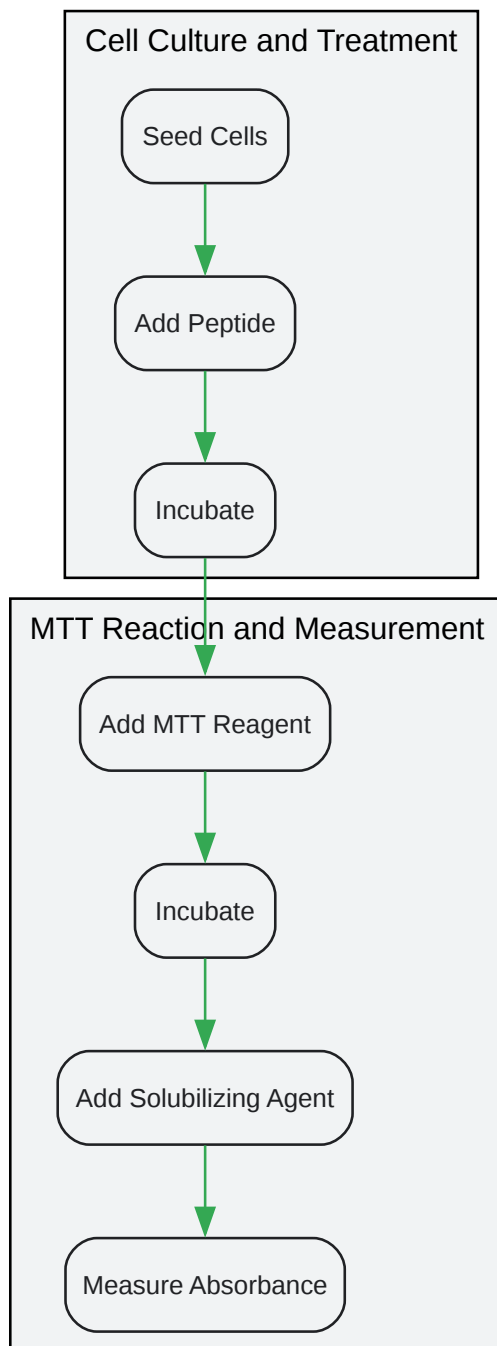 Cell Culture and Treatment
Seed Cells
Add Peptide
Incubate
MTT Reaction and Measurement
Add MTT Reagent
Incubate
Add Solubilizing Agent
Measure Absorbance